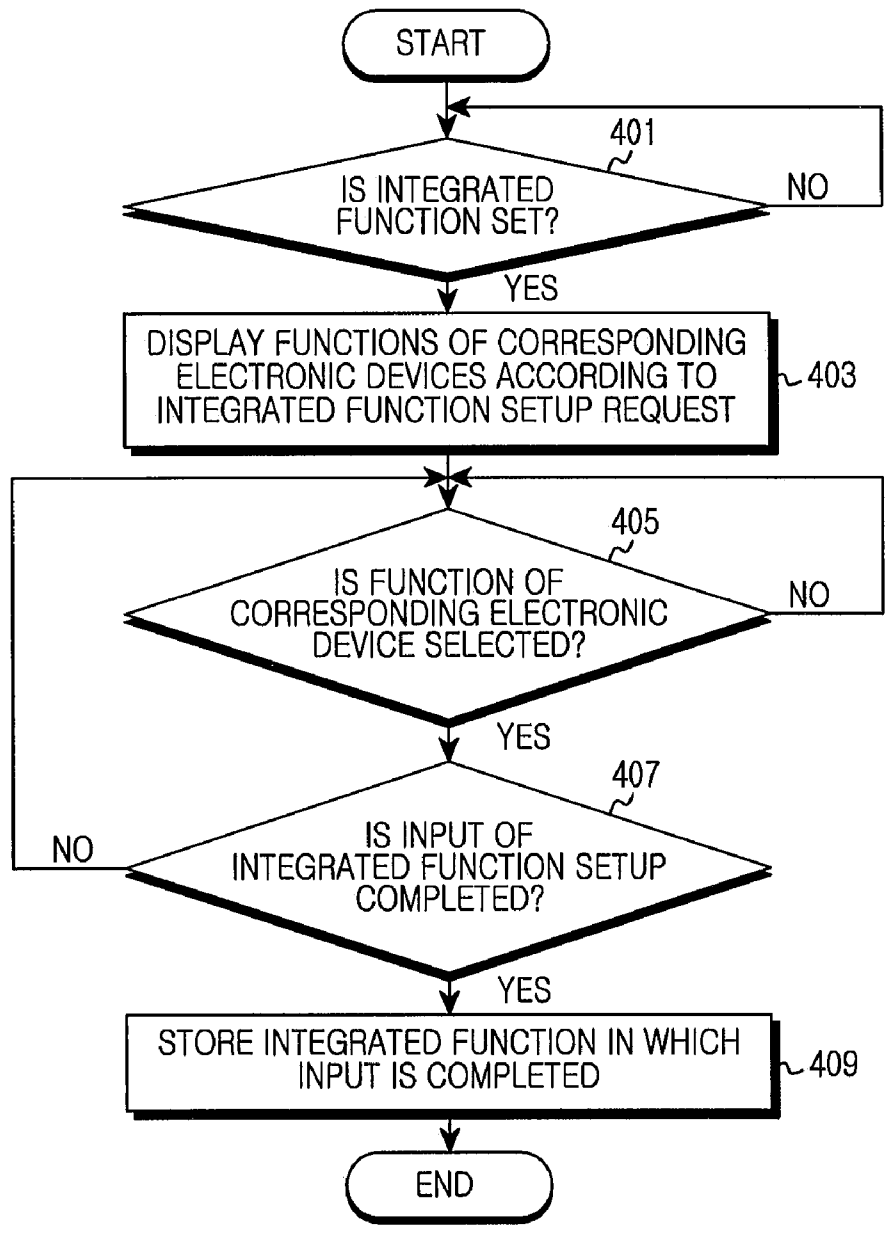 START
401
IS INTEGRATED
FUNCTION SET?
NO
YES
DISPLAY FUNCTIONS OF CORRESPONDING
ELECTRONIC DEVICES ACCORDING TO
INTEGRATED FUNCTION SETUP REQUEST
403
405
IS FUNCTION OF
CORRESPONDING ELECTRONIC
DEVICE SELECTED?
NO
YES
407
IS INPUT OF
INTEGRATED FUNCTION SETUP
COMPLETED?
NO
YES
STORE INTEGRATED FUNCTION IN WHICH
INPUT IS COMPLETED
409
END